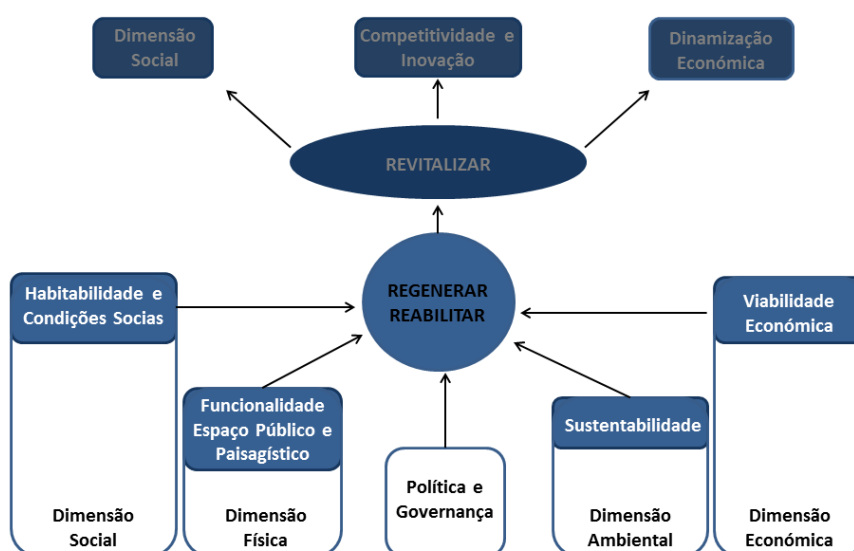 Dimensão
Social
Competitividade e
Inovação
Dinamização
Económica
REVITALIZAR
REGENERAR
REABILITAR
Habitabilidade e
Condições Socias
Viabilidade
Económica
Funcionalidade
Espaço Público e
Paisagístico
Sustentabilidade
Política e
Governança
Dimensão
Social
Dimensão
Física
Dimensão
Ambiental
Dimensão
Económica